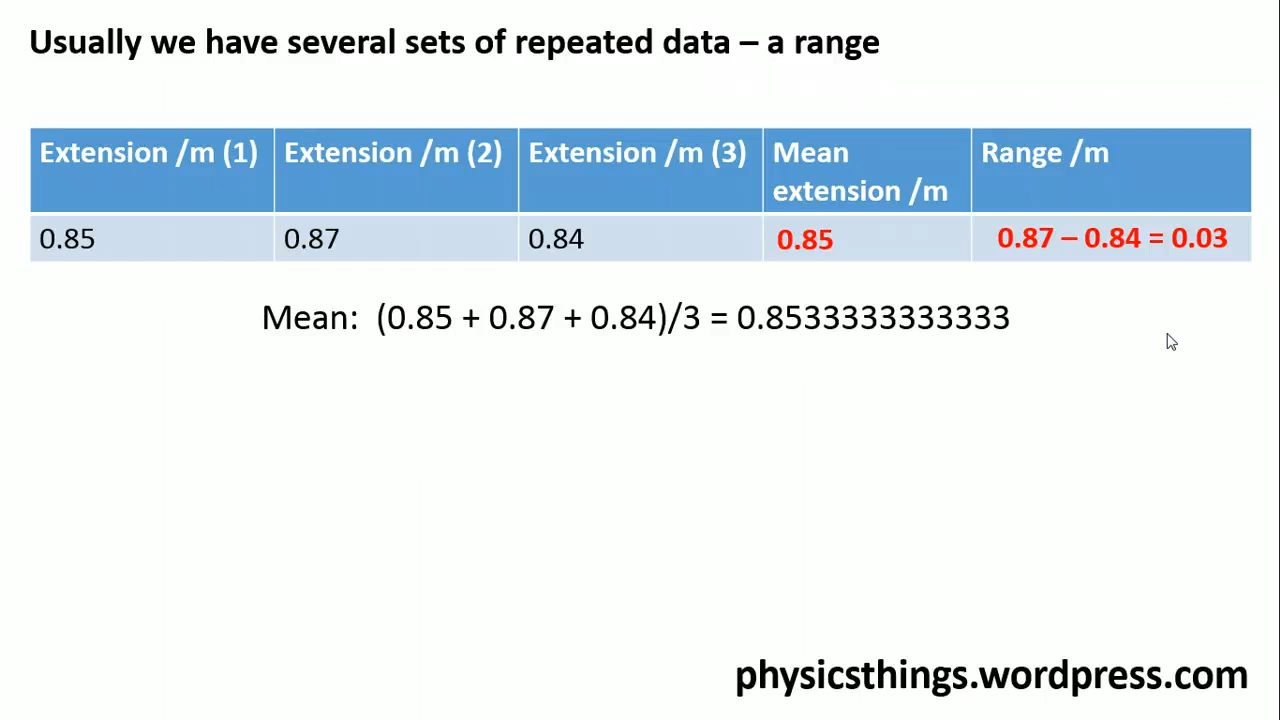 Usually we have several sets of repeated data – a range
Extension /m (1) Extension /m (2) Extension /m (3) Mean extension /m Range /m
0.85 0.87 0.84 0.85 0.87 – 0.84 = 0.03
Mean: (0.85 + 0.87 + 0.84)/3 = 0.8533333333333
physicsthings.wordpress.com